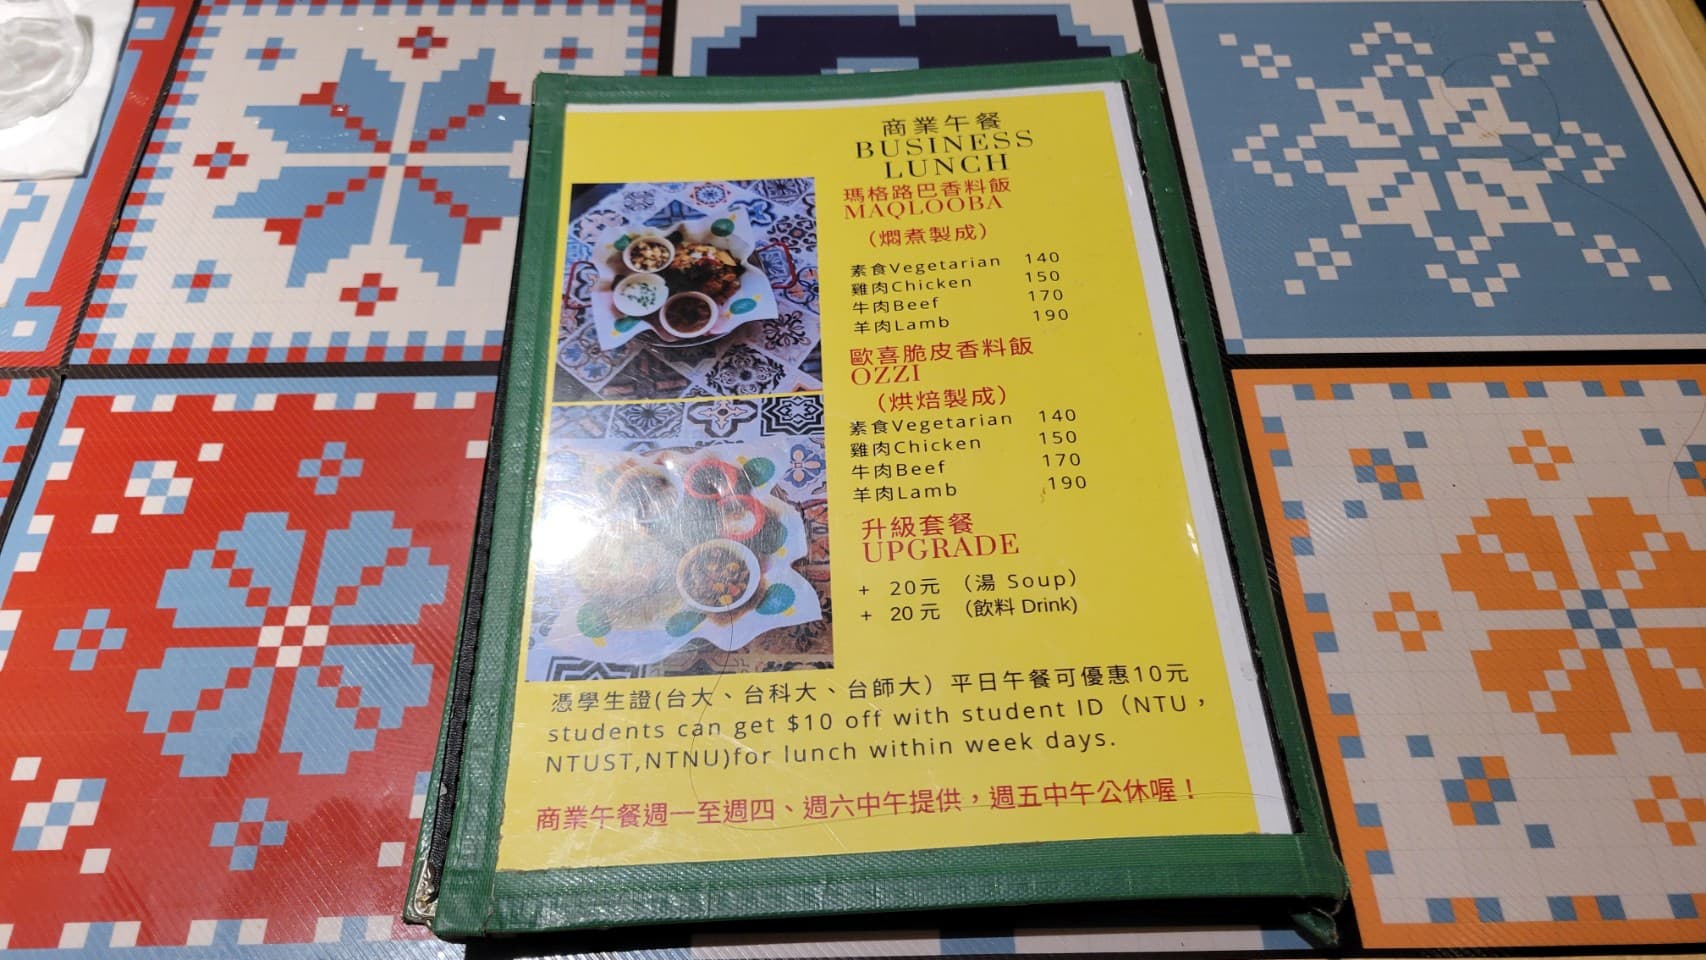 商業午餐
BUSINESS
LUNCH
瑪格路巴香料飯
MAQLOOBA
（燜煮製成）
素食Vegetarian 140
雞肉Chicken 150
牛肉Beef 170
羊肉Lamb 190
歐喜脆皮香料飯
OZZI
（烘焙製成）
素食Vegetarian 140
雞肉Chicken 150
牛肉Beef 170
羊肉Lamb 190
升級套餐
UPGRADE
+ 20元 （湯 Soup）
+ 20元 （飲料 Drink)
憑學生證(台大、台科大、台師大）平日午餐可優惠10元
students can get $10 off with student ID（NTU，
NTUST,NTNU)for lunch within week days.
商業午餐週一至週四、週六中午提供，週五中午公休喔！